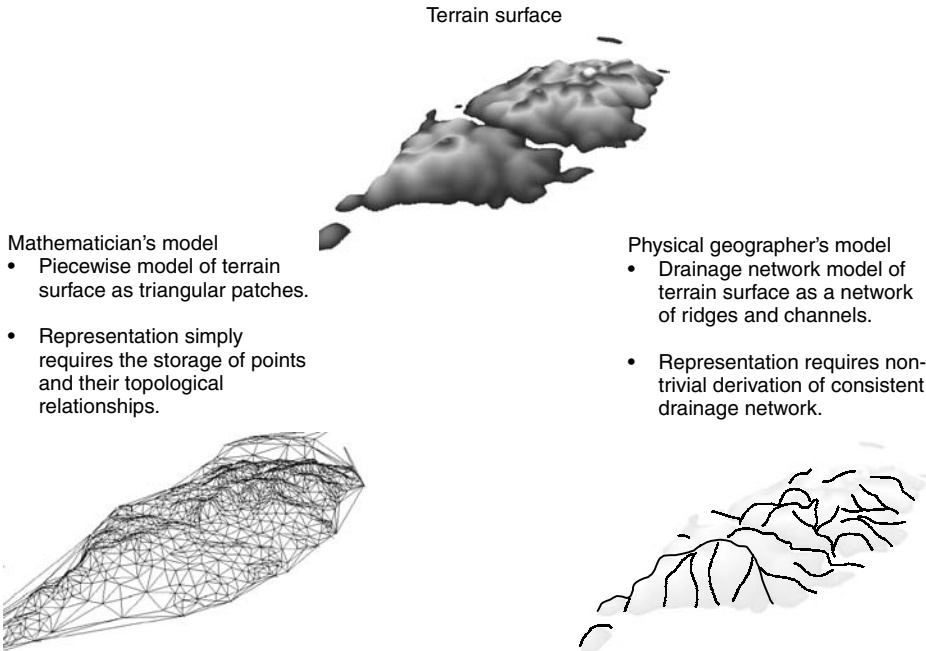 Terrain surface
Mathematician's model
• Piecewise model of terrain
surface as triangular patches.
• Representation simply
requires the storage of points
and their topological
relationships.
Physical geographer's model
• Drainage network model of
terrain surface as a network
of ridges and channels.
• Representation requires non-
trivial derivation of consistent
drainage network.